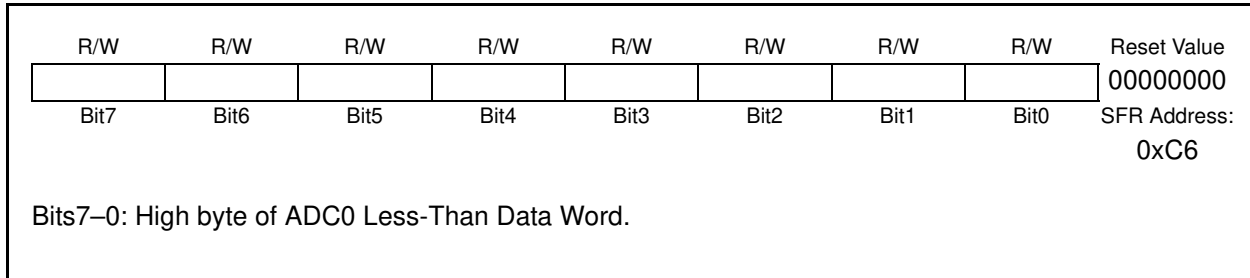 R/W R/W R/W R/W R/W R/W R/W R/W Reset Value
00000000
Bit7 Bit6 Bit5 Bit4 Bit3 Bit2 Bit1 Bit0 SFR Address:
0xC6
Bits7–0: High byte of ADC0 Less-Than Data Word.